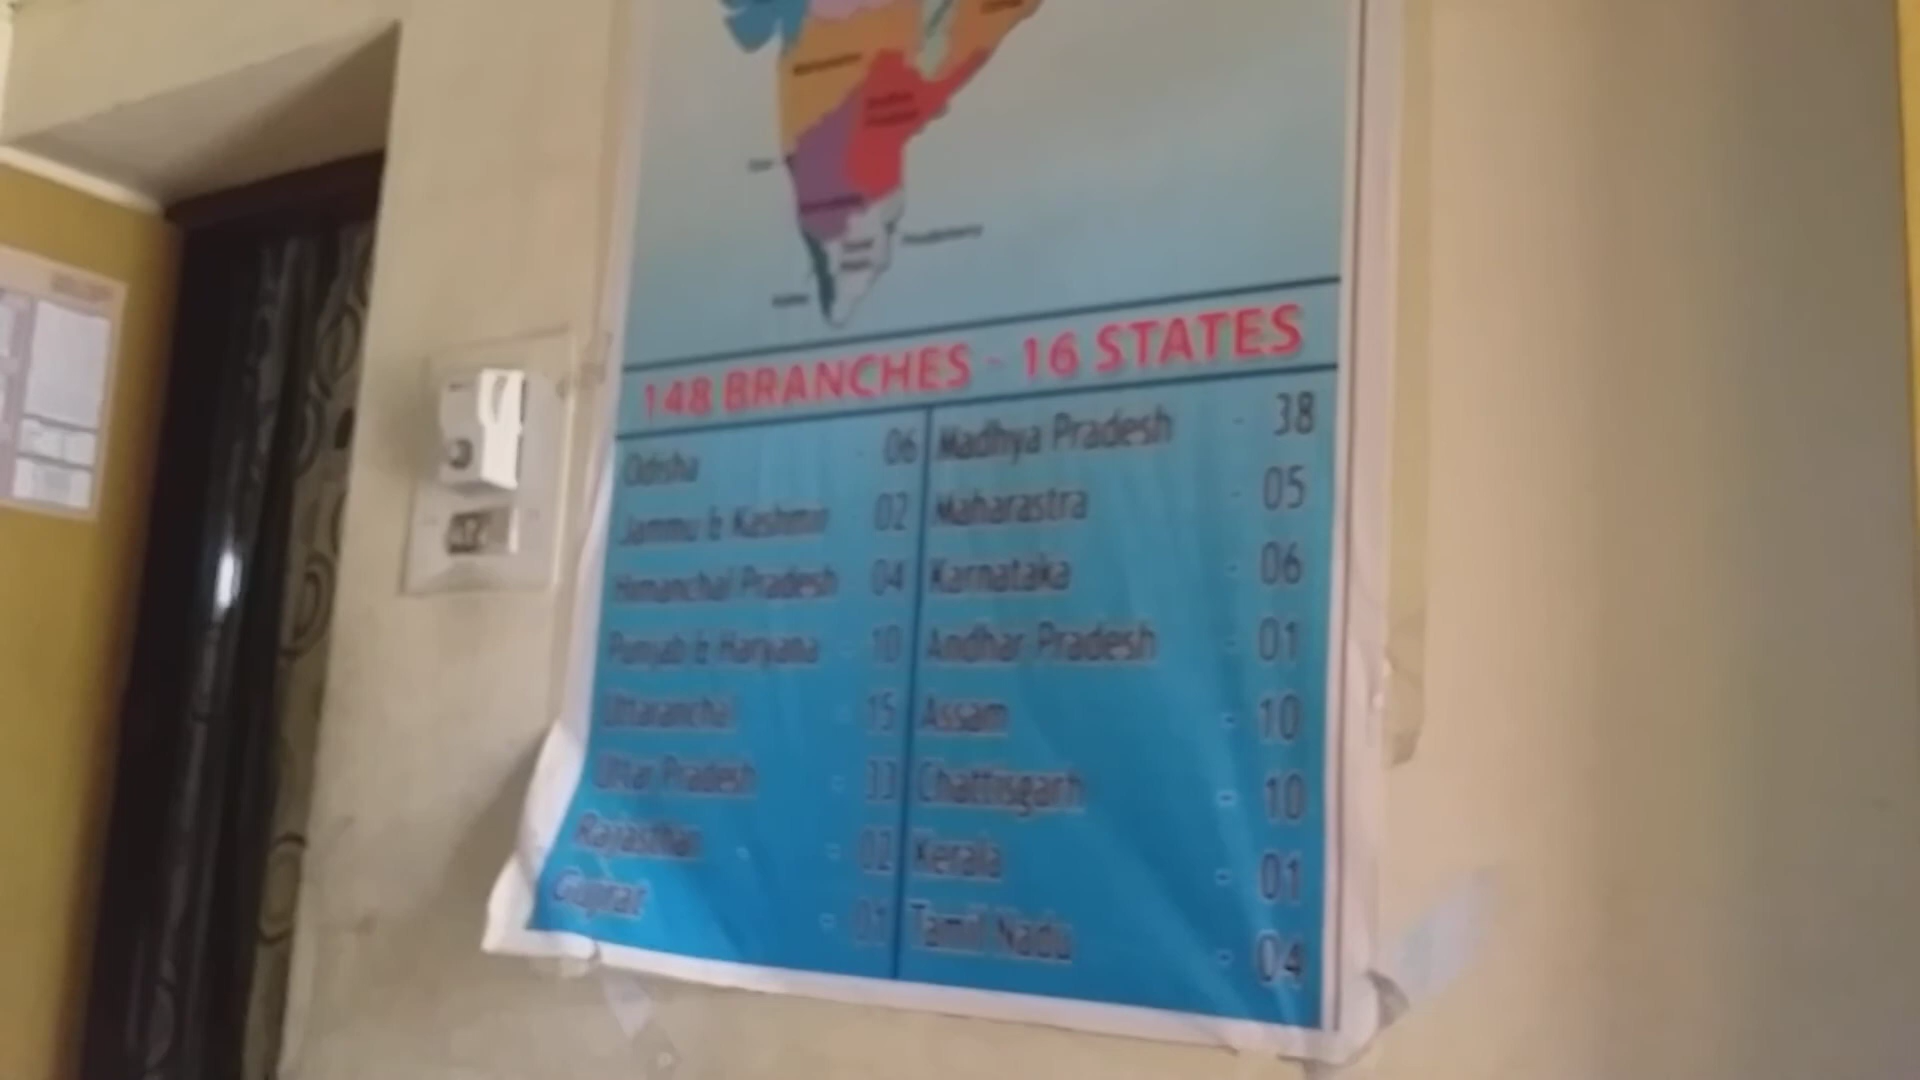 148 BRANCHES - 16 STATES
Odisha - 06
Jammu & Kashmir 02
Himanchal Pradesh 04
Punjab & Haryana - 10
Uttaranchal - 15
Uttar Pradesh - 33
Rajasthan - 02
Gujrat - 01
Madhya Pradesh - 38
Maharastra - 05
Karnataka - 06
Andhar Pradesh - 01
Assam - 10
Chattisgarh - 10
Kerala - 01
Tamil Nadu - 04